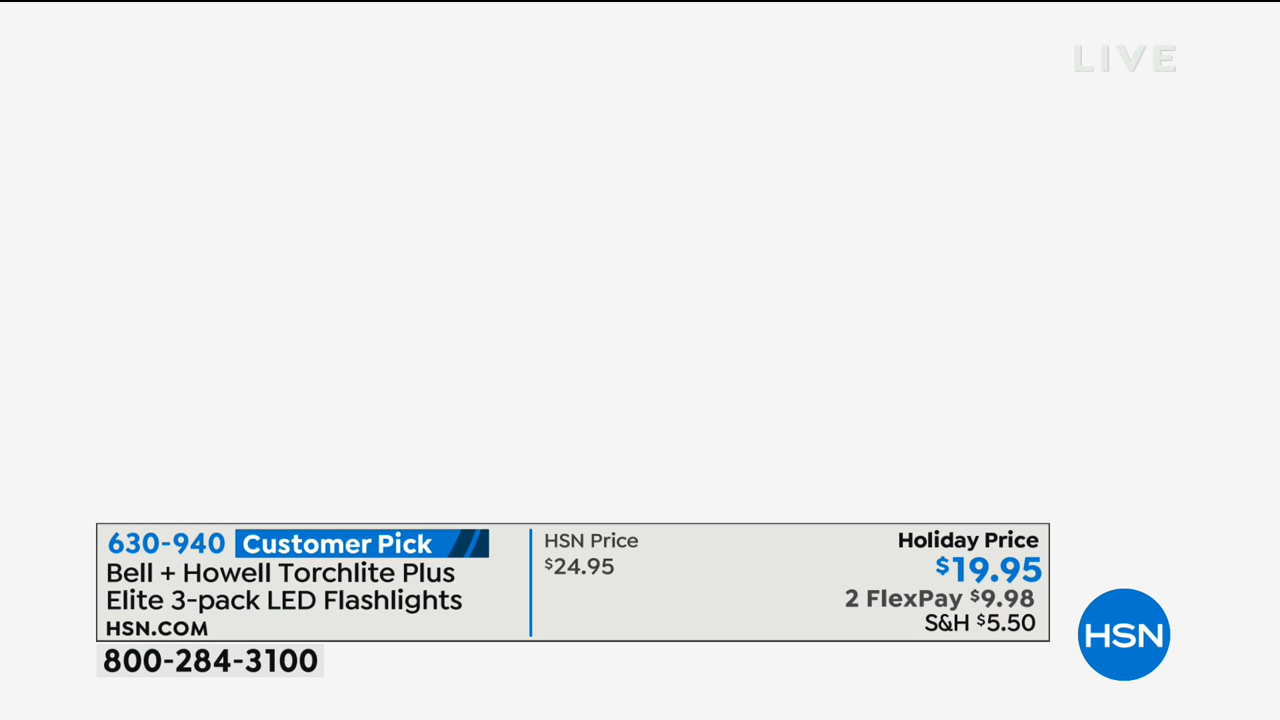 LIVE
630-940 Customer Pick
Bell + Howell Torchlite Plus
Elite 3-pack LED Flashlights
HSN.COM
HSN Price
$24.95
Holiday Price
$19.95
2 FlexPay $9.98
S&H $5.50
HSN
800-284-3100